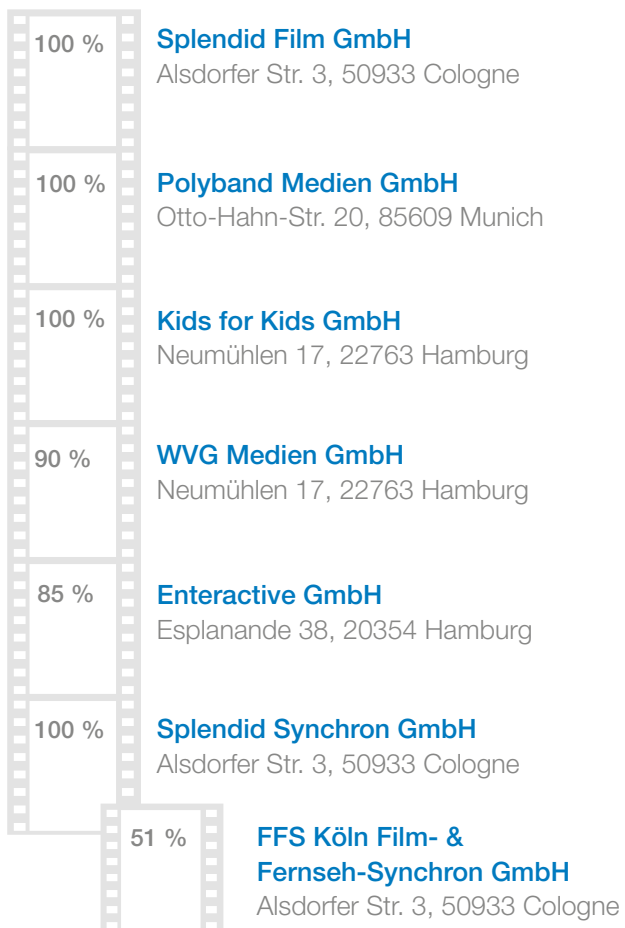 100 %
Splendid Film GmbH
Alsdorfer Str. 3, 50933 Cologne
100 %
Polyband Medien GmbH
Otto-Hahn-Str. 20, 85609 Munich
100 %
Kids for Kids GmbH
Neumühlen 17, 22763 Hamburg
90 %
WVG Medien GmbH
Neumühlen 17, 22763 Hamburg
85 %
Enteractive GmbH
Esplanande 38, 20354 Hamburg
100 %
Splendid Synchron GmbH
Alsdorfer Str. 3, 50933 Cologne
51 %
FFS Köln Film- &
Fernseh-Synchron GmbH
Alsdorfer Str. 3, 50933 Cologne